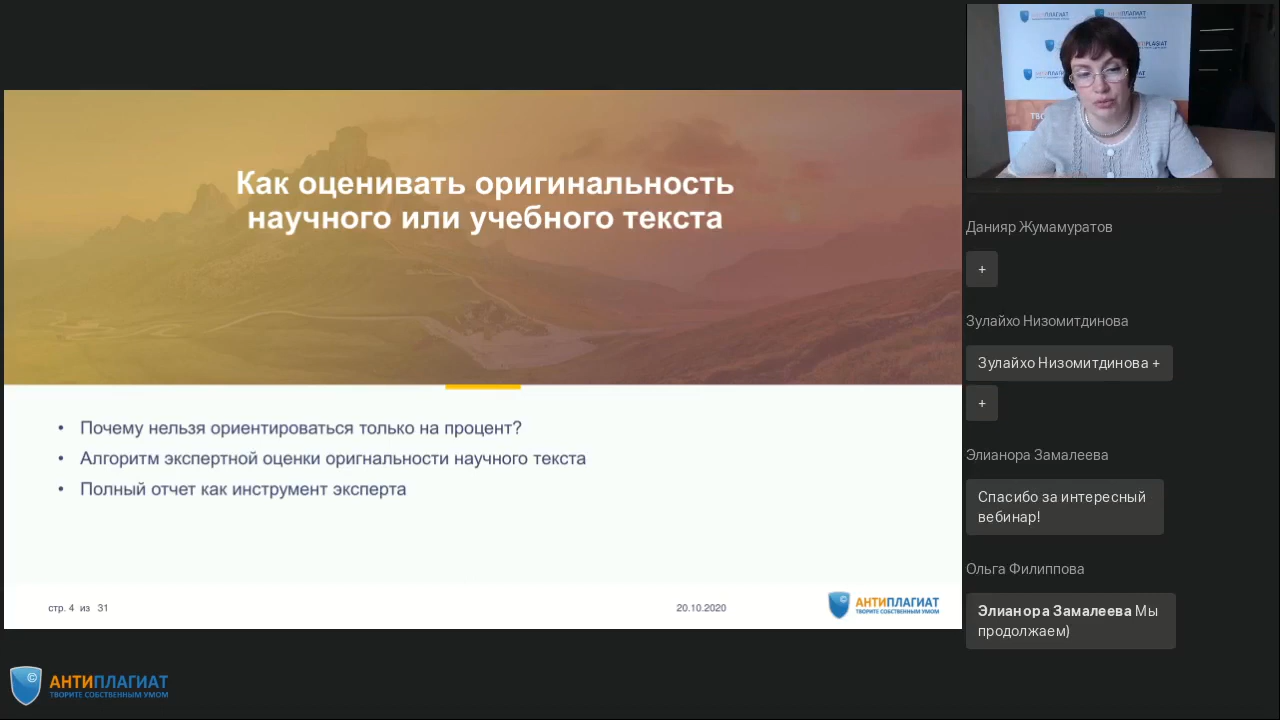 Как оценивать оригинальность
научного или учебного текста
• Почему нельзя ориентироваться только на процент?
• Алгоритм экспертной оценки оригнальности научного текста
• Полный отчет как инструмент эксперта
стр. 4 из 31
20.10.2020
АНТИПЛАГИАТ
ТВОРИТЕ СОБСТВЕННЫМ УМОМ
©
АНТИПЛАГИАТ
ТВОРИТЕ СОБСТВЕННЫМ УМОМ
Данияр Жумамуратов
+
Зулайхо Низомитдинова
Зулайхо Низомитдинова +
+
Элианора Замалеева
Спасибо за интересный
вебинар!
Ольга Филиппова
Элианора Замалеева Мы
продолжаем)